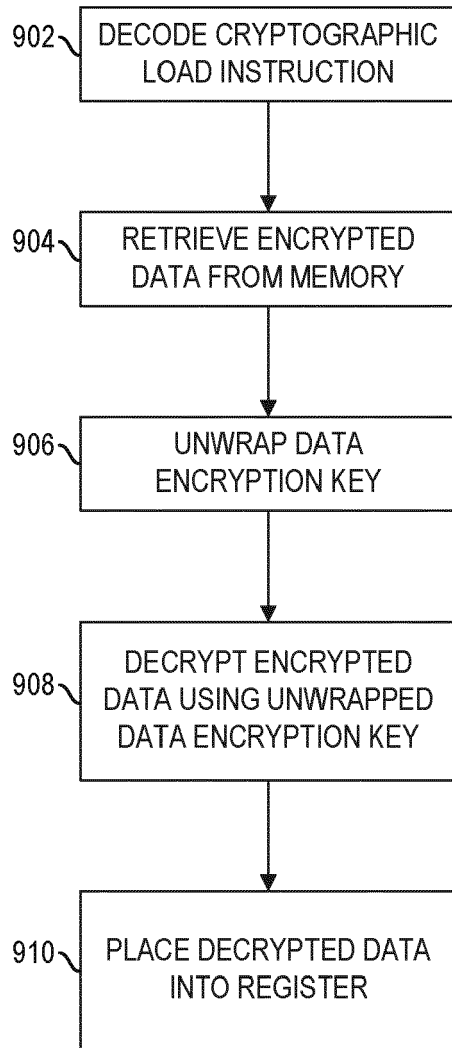 902
DECODE CRYPTOGRAPHIC
LOAD INSTRUCTION
904
RETRIEVE ENCRYPTED
DATA FROM MEMORY
906
UNWRAP DATA
ENCRYPTION KEY
908
DECRYPT ENCRYPTED
DATA USING UNWRAPPED
DATA ENCRYPTION KEY
910
PLACE DECRYPTED DATA
INTO REGISTER